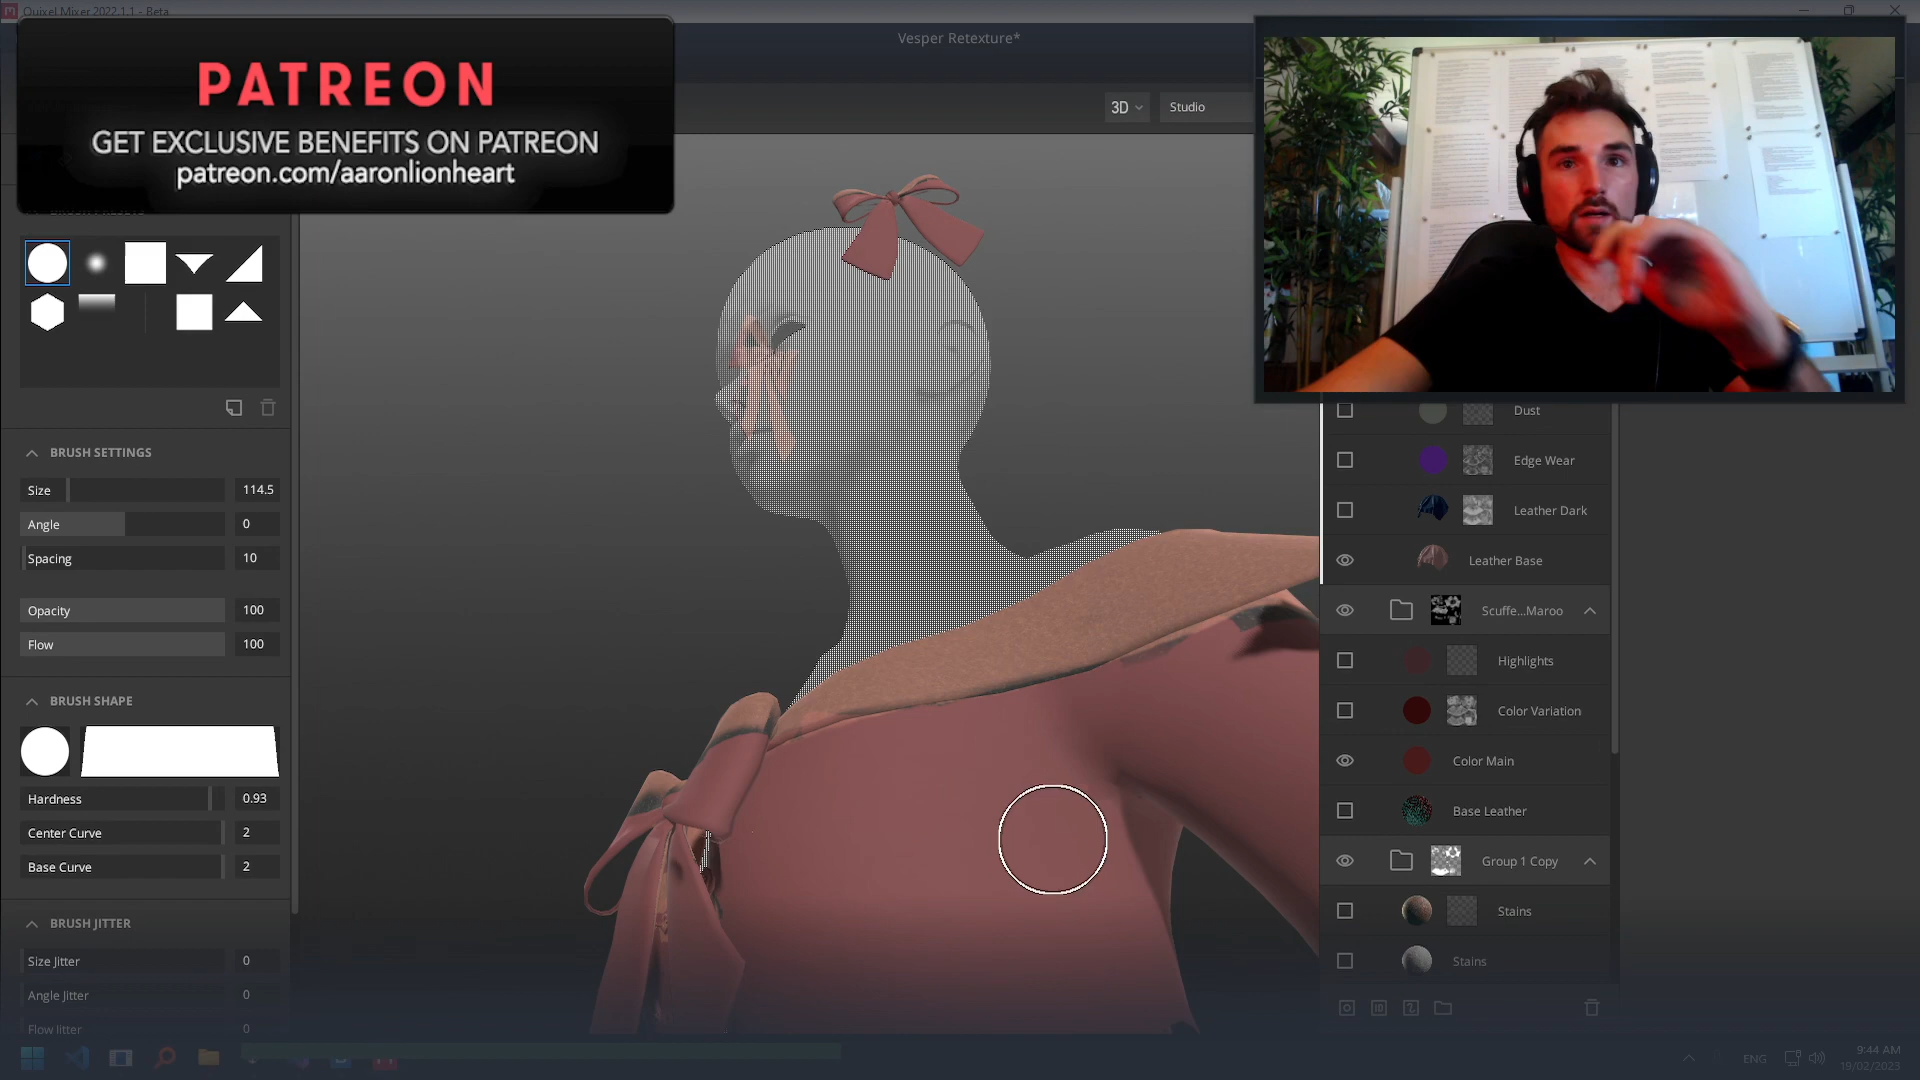 Quixel Mixer 2022.1.1 - Beta
Vesper Retexture*
PATREON
GET EXCLUSIVE BENEFITS ON PATREON
patreon.com/aaronlionheart
3D
Studio
BRUSH SETTINGS
Size 114.5
Angle 0
Spacing 10
Opacity 100
Flow 100
BRUSH SHAPE
Hardness 0.93
Center Curve 2
Base Curve 2
BRUSH JITTER
Size Jitter 0
Angle Jitter 0
Flow Jitter 0
Dust
Edge Wear
Leather Dark
Leather Base
Scuffe...Maroo
Highlights
Color Variation
Color Main
Base Leather
Group 1 Copy
Stains
Stains
ENG
9:44 AM
19/02/2023